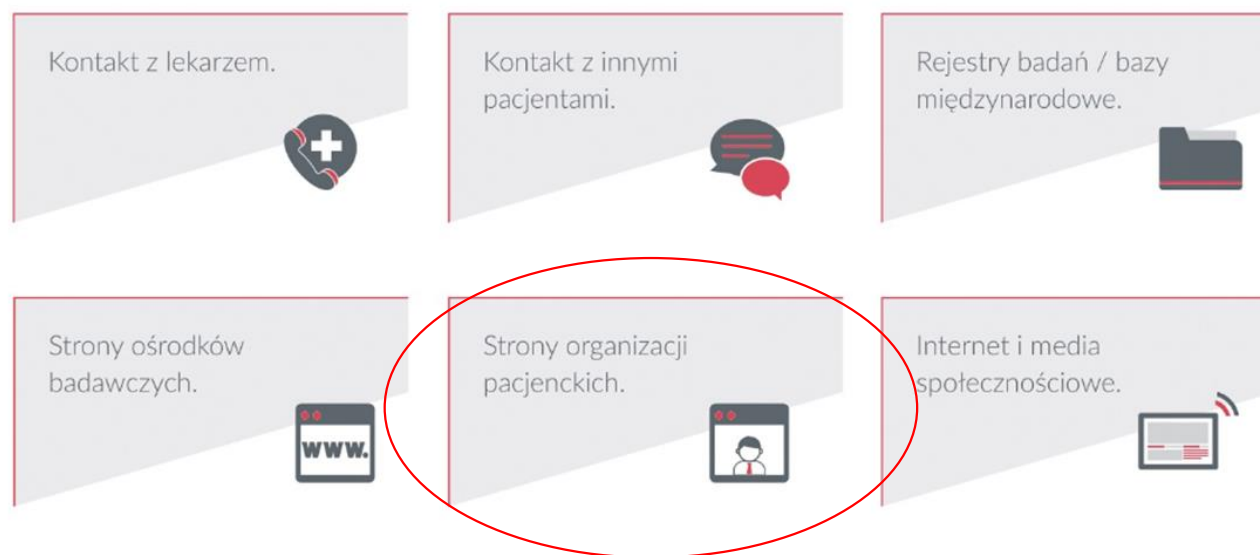 Kontakt z lekarzem.
Kontakt z innymi
pacjentami.
Rejestry badań / bazy
międzynarodowe.
Strony ośrodków
badawczych.
www.
Strony organizacji
pacjenckich.
Internet i media
społecznościowe.